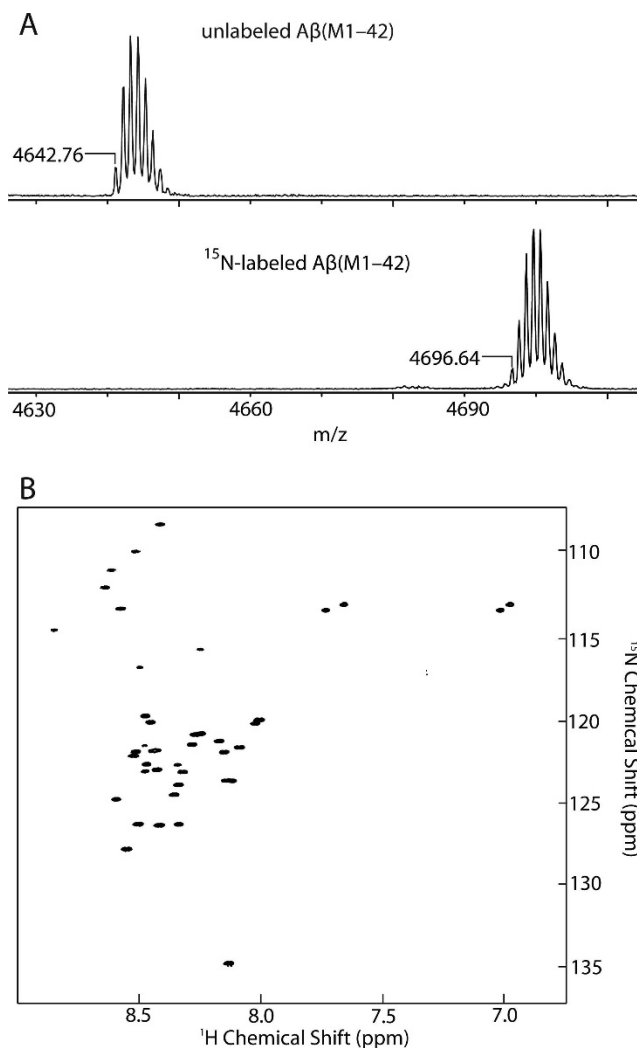 A
unlabeled Aβ(M1–42)
4642.76
¹⁵N-labeled Aβ(M1–42)
4696.64
4630 4660 4690
m/z
B
110
115
120
125
130
135
¹⁵N Chemical Shift (ppm)
8.5 8.0 7.5 7.0
¹H Chemical Shift (ppm)